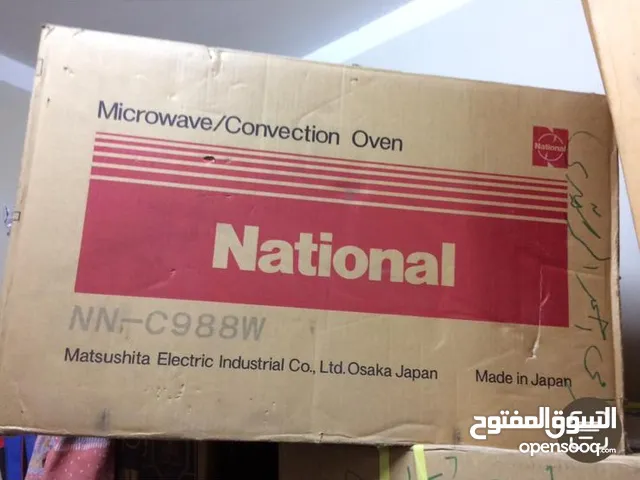 Microwave/Convection Oven
National
National
NN-C988W
Matsushita Electric Industrial Co., Ltd. Osaka Japan
Made in Japan
السوق المفتوح
opensooq.com